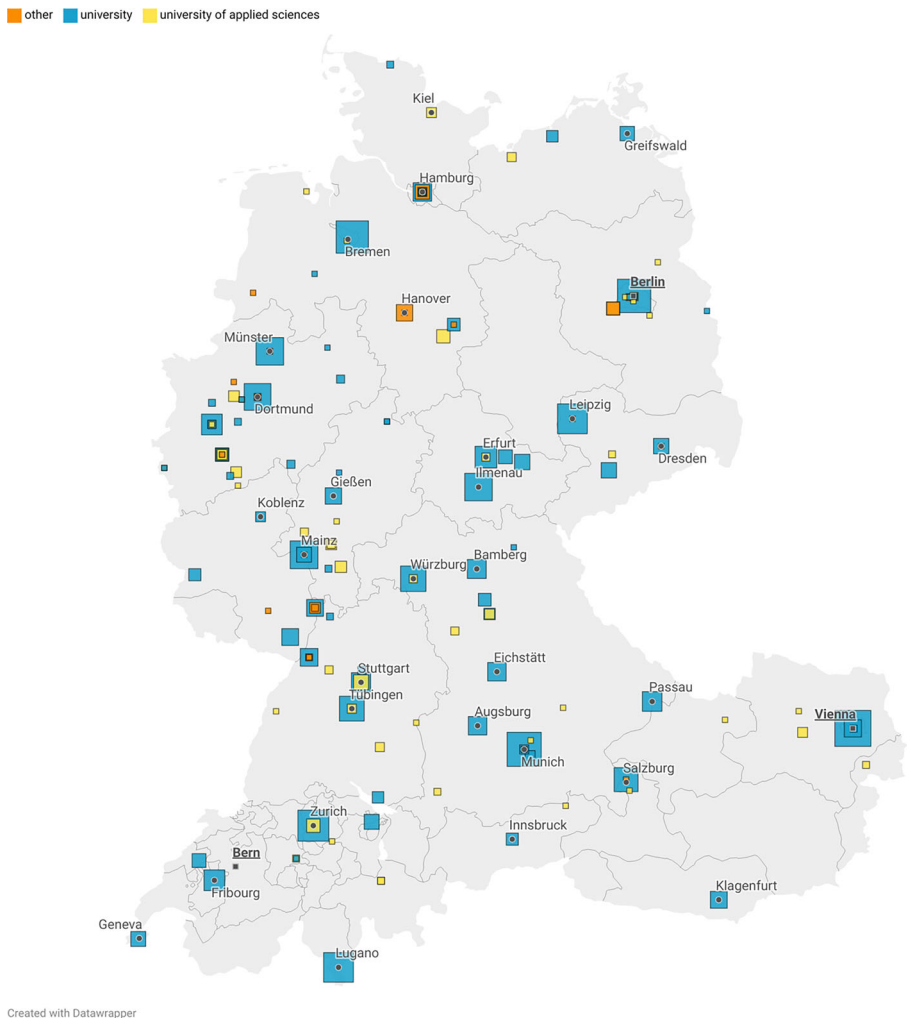 other university university of applied sciences
Kiel
Greifswald
Hamburg
Bremen
Berlin
Hanover
Münster
Leipzig
Dortmund
Erfurt
Dresden
Ilmenau
Gießen
Koblenz
Mainz
Bamberg
Würzburg
Eichstätt
Stuttgart
Passau
Tübingen
Augsburg
Vienna
Munich
Salzburg
Zurich
Innsbruck
Bern
Klagenfurt
Fribourg
Geneva
Lugano
Created with Datawrapper